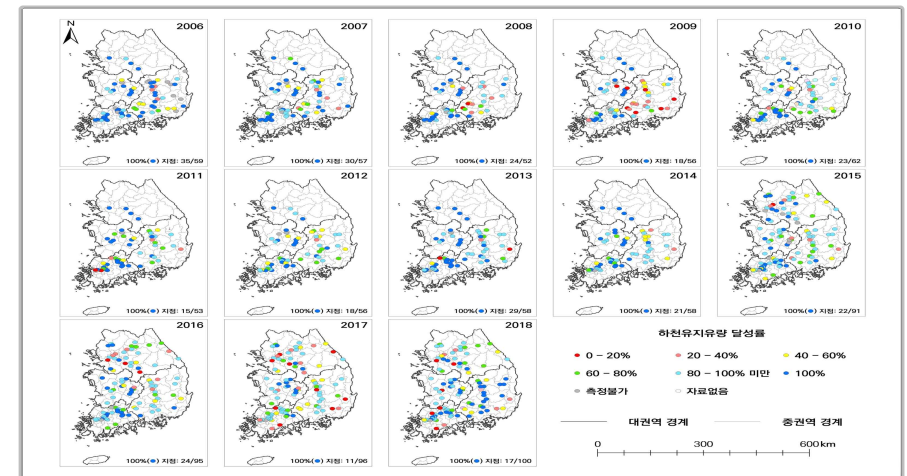 N
2006
100%(●) 지점: 35/59
2007
100%(●) 지점: 30/57
2008
100%(●) 지점: 24/52
2009
100%(●) 지점: 18/56
2010
100%(●) 지점: 23/62
2011
100%(●) 지점: 15/53
2012
100%(●) 지점: 18/56
2013
100%(●) 지점: 29/58
2014
100%(●) 지점: 21/58
2015
100%(●) 지점: 22/91
2016
100%(●) 지점: 24/95
2017
100%(●) 지점: 11/96
2018
100%(●) 지점: 17/100
하천유지유량 달성률
0 - 20%
20 - 40%
40 - 60%
60 - 80%
80 - 100% 미만
100%
측정불가
자료없음
대권역 경계
중권역 경계
0 300 600km